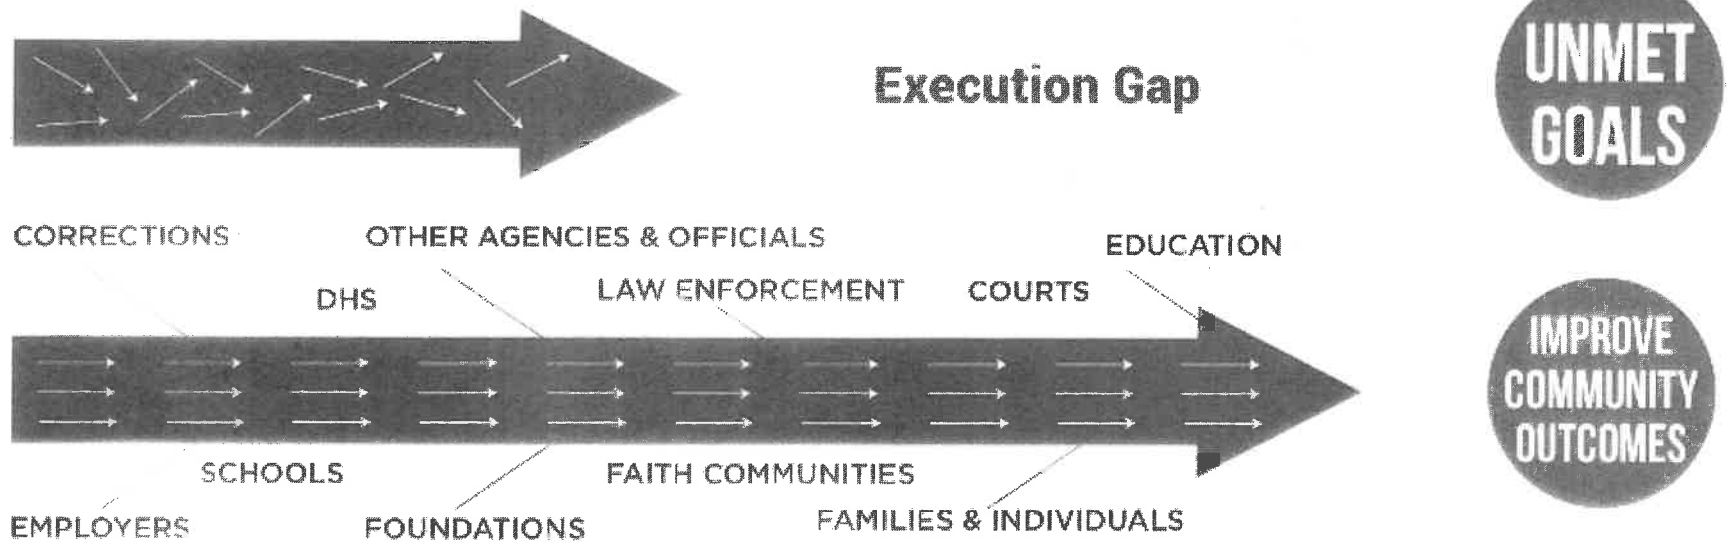 Execution Gap
UNMET
GOALS
CORRECTIONS
OTHER AGENCIES & OFFICIALS
EDUCATION
DHS
LAW ENFORCEMENT
COURTS
IMPROVE
COMMUNITY
OUTCOMES
SCHOOLS
FAITH COMMUNITIES
EMPLOYERS
FOUNDATIONS
FAMILIES & INDIVIDUALS